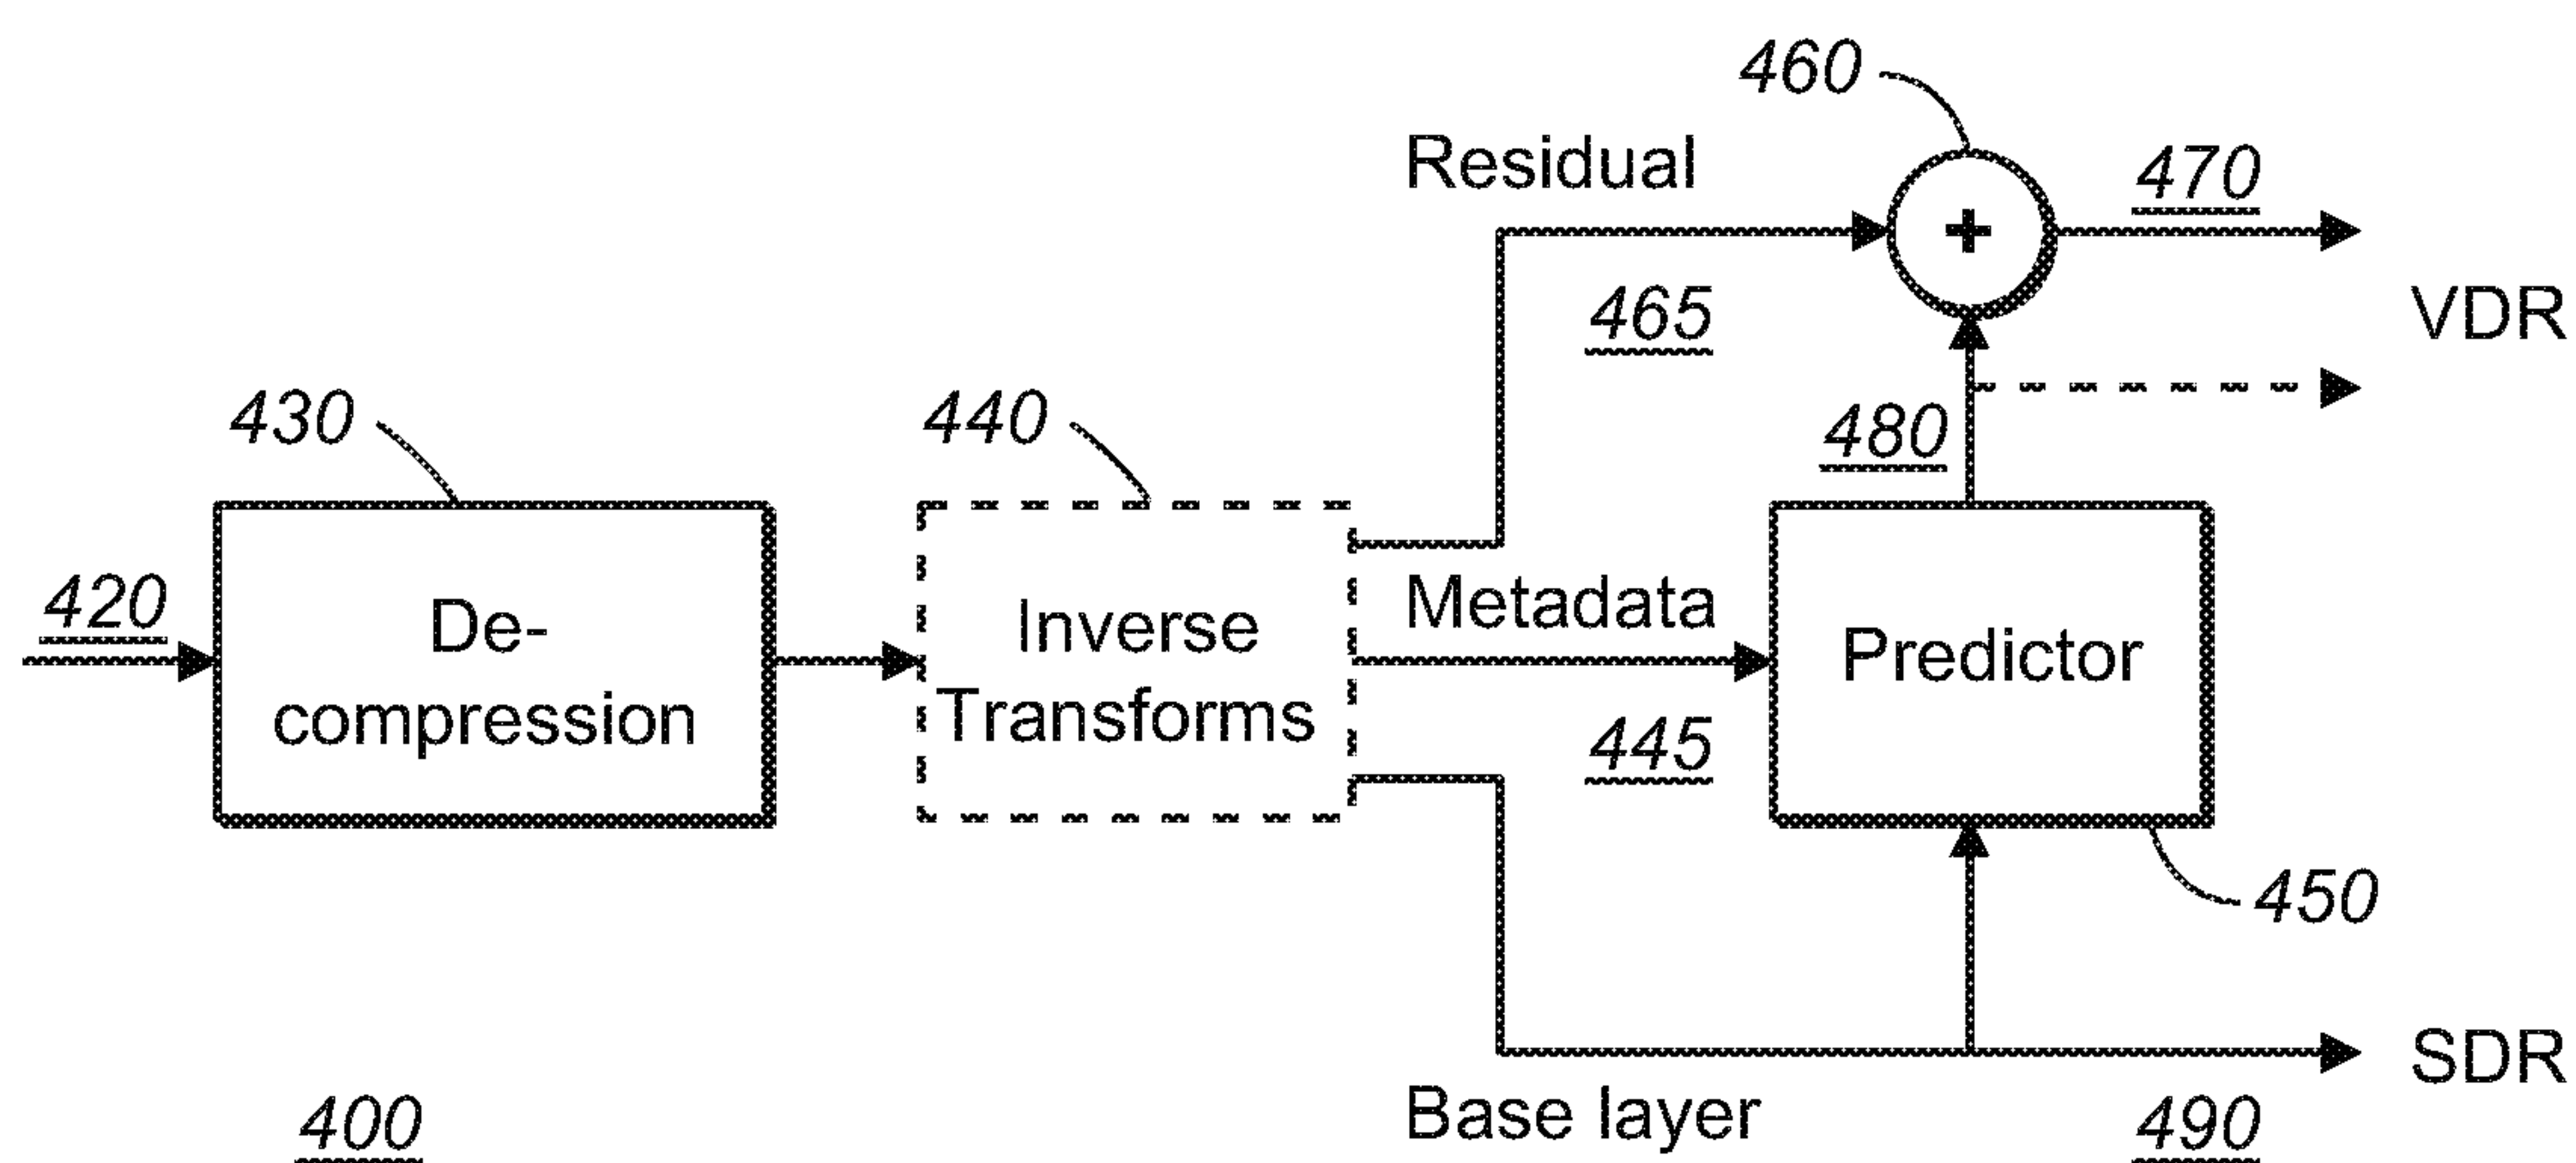 460
Residual
470
465
VDR
430
440
480
420
De-
compression
Inverse
Transforms
Metadata
445
Predictor
450
SDR
Base layer
490
400